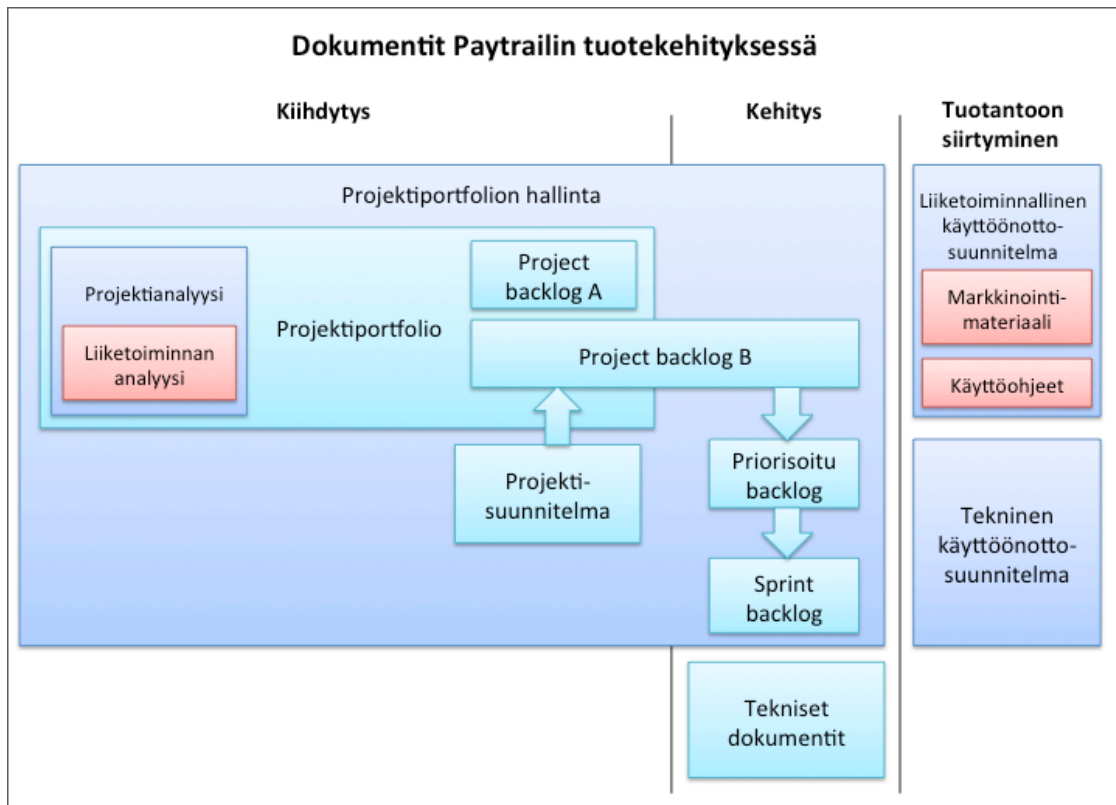 Dokumentit Paytrailin tuotekehityksessä
Kiihdytys
Kehitys
Tuotantoon
siirtyminen
Projektiportfolion hallinta
Projektianalyysi
Liiketoiminnan
analyysi
Projektiportfolio
Project
backlog A
Project backlog B
Projekti-
suunnitelma
Priorisoitu
backlog
Sprint
backlog
Tekniset
dokumentit
Liiketoiminnallinen
käyttöönotto-
suunnitelma
Markkinointi-
materiaali
Käyttöohjeet
Tekninen
käyttöönotto-
suunnitelma